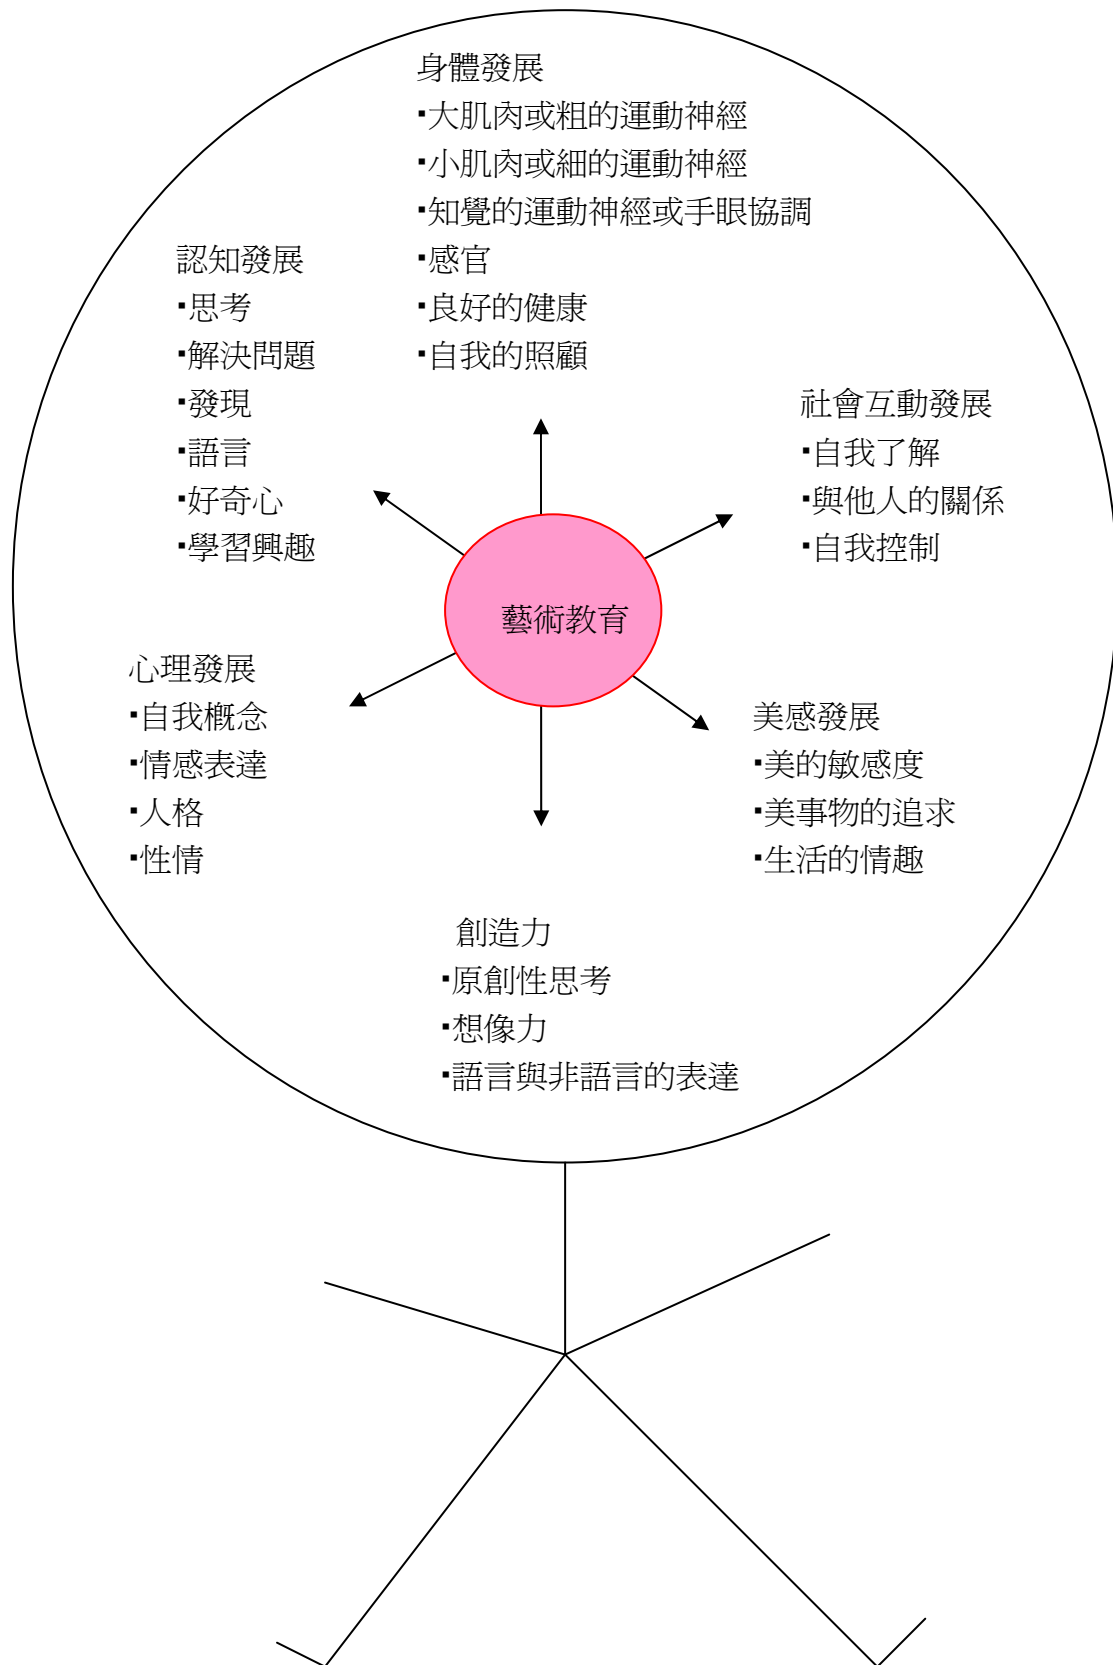 身體發展
▪大肌肉或粗的運動神經
▪小肌肉或細的運動神經
▪知覺的運動神經或手眼協調
▪感官
▪良好的健康
▪自我的照顧
認知發展
▪思考
▪解決問題
▪發現
▪語言
▪好奇心
▪學習興趣
社會互動發展
▪自我了解
▪與他人的關係
▪自我控制
藝術教育
心理發展
▪自我概念
▪情感表達
▪人格
▪性情
美感發展
▪美的敏感度
▪美事物的追求
▪生活的情趣
創造力
▪原創性思考
▪想像力
▪語言與非語言的表達